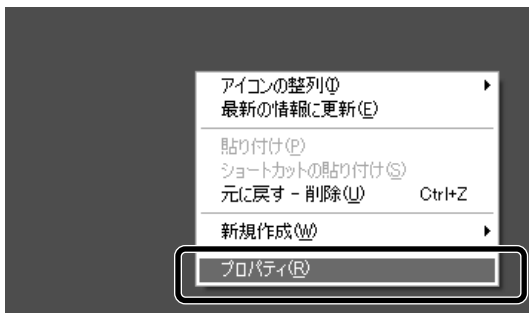 アイコンの整列(I)
最新の情報に更新(E)
貼り付け(P)
ショートカットの貼り付け(S)
元に戻す - 削除(U) Ctrl+Z
新規作成(W)
プロパティ(R)